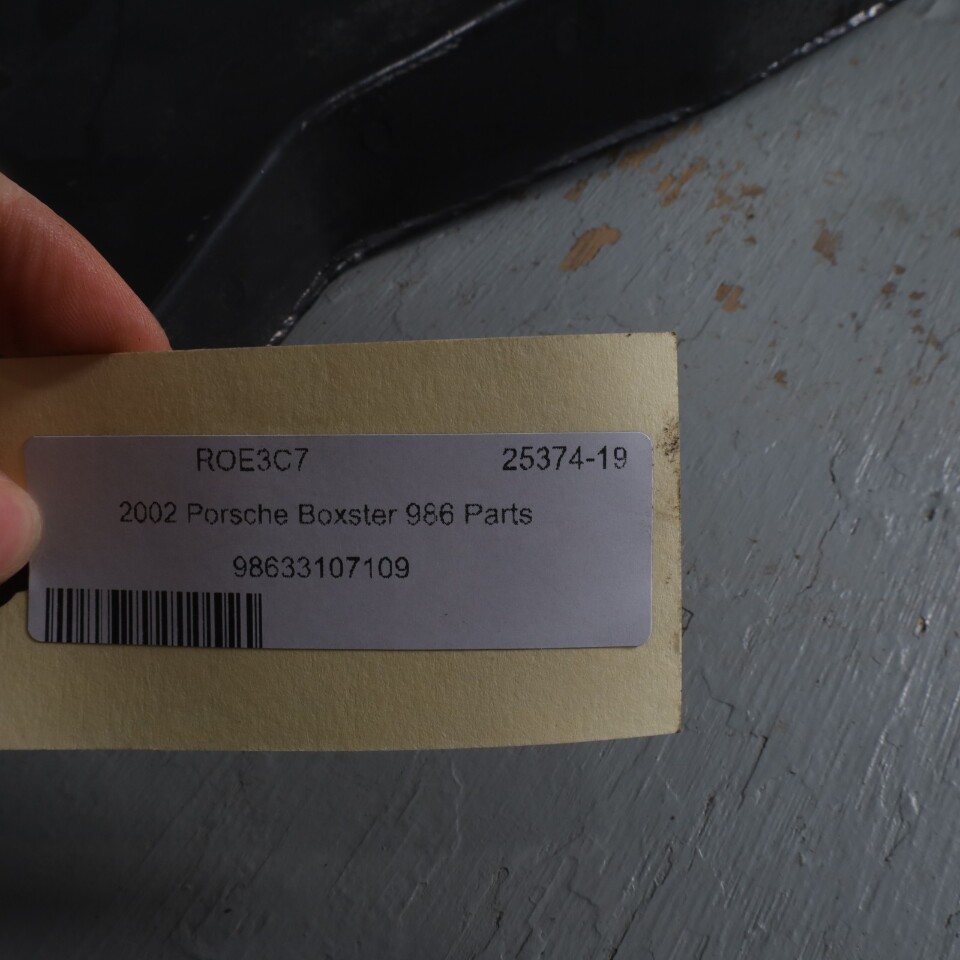 ROE3C7 25374-19
2002 Porsche Boxster 986 Parts
98633107109